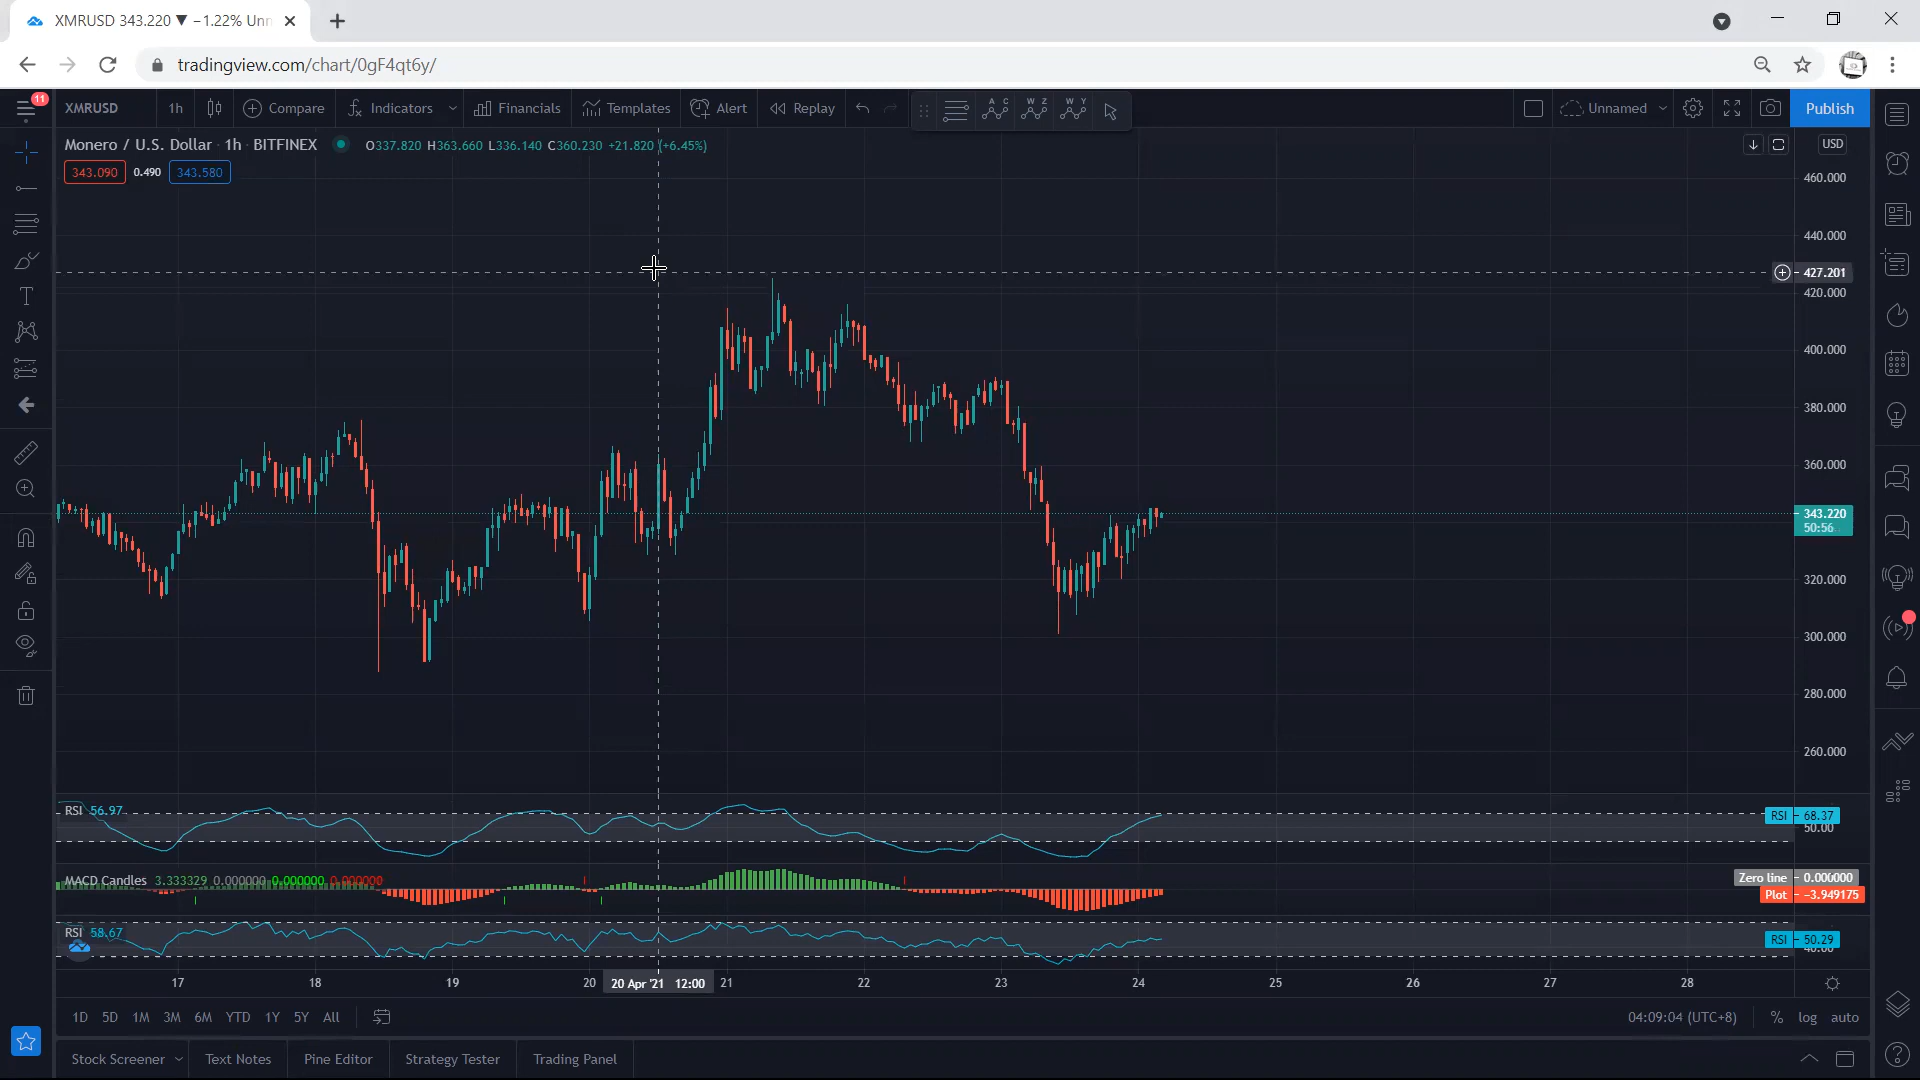 XMRUSD 343.220 ▼ −1.22% Unn
tradingview.com/chart/0gF4qt6y/
11
XMRUSD 1h Compare Indicators Financials Templates Alert Replay A C W Z W Y Unnamed Publish
Monero / U.S. Dollar · 1h · BITFINEX O337.820 H363.660 L336.140 C360.230 +21.820 (+6.45%) USD
343.090 0.490 343.580
T
460.000
440.000
427.201
420.000
400.000
380.000
360.000
343.220
50:56
320.000
300.000
280.000
260.000
RSI 56.97 RSI 68.37
50.00
MACD Candles 3.333329 0.000000 0.000000 0.000000 Zero line 0.000000
Plot −3.949175
RSI 58.67 RSI 50.29
40.00
17 18 19 20 20 Apr '21 12:00 21 22 23 24 25 26 27 28
1D 5D 1M 3M 6M YTD 1Y 5Y All 04:09:04 (UTC+8) % log auto
Stock Screener Text Notes Pine Editor Strategy Tester Trading Panel